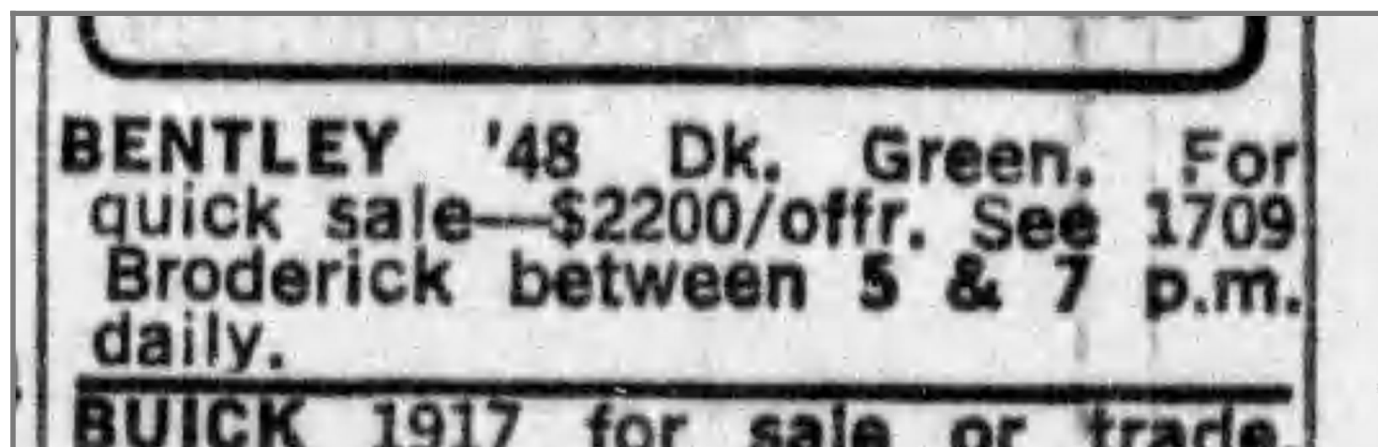 BENTLEY '48 Dk. Green. For
quick sale—$2200/offr. See 1709
Broderick between 5 & 7 p.m.
daily.
BUICK 1917 for sale or trade